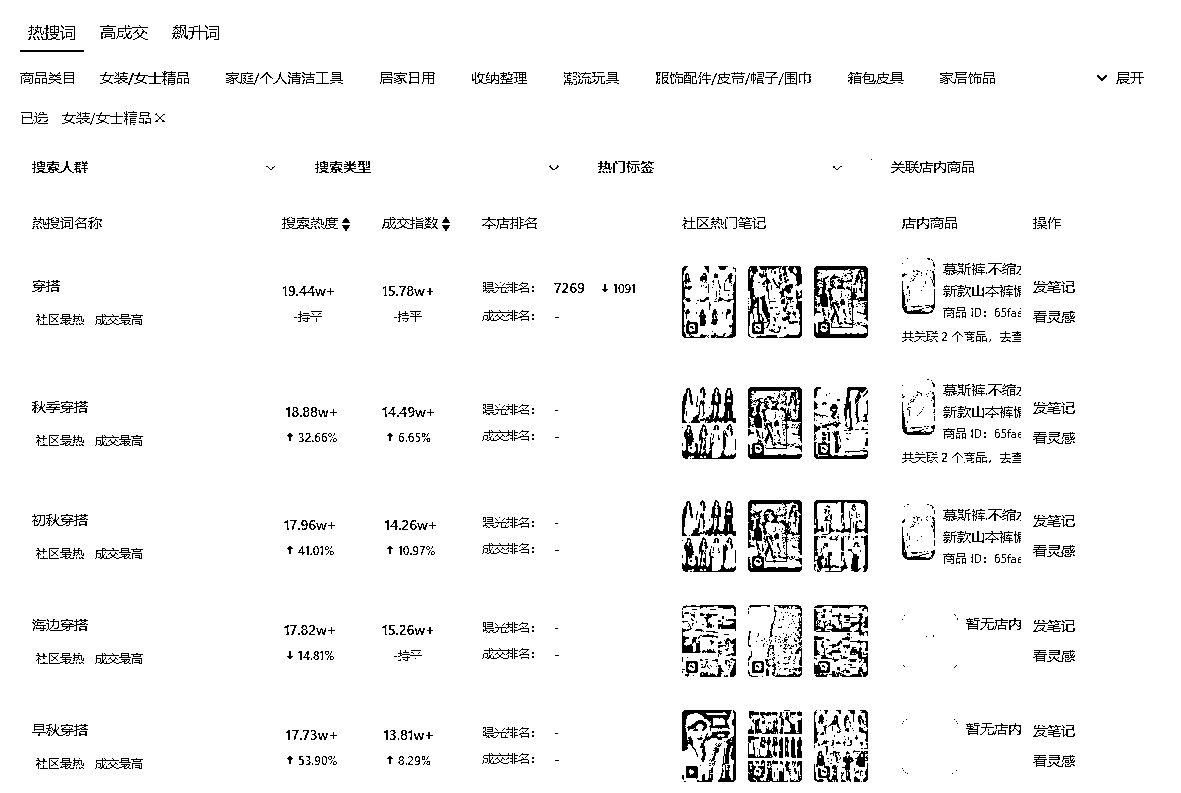 热搜词 高成交 飙升词
商品类目 女装/女士精品 家庭/个人清洁工具 居家日用 收纳整理 潮流玩具 服饰配件/皮带/帽子/围巾 箱包皮具 家居饰品 展开
已选 女装/女士精品×
搜索人群 搜索类型 热门标签 关联店内商品
热搜词名称 搜索热度 成交指数 本店排名 社区热门笔记 店内商品 操作
穿搭 19.44w+ 15.78w+ 曝光排名: 7269 ↓ 1091 慕斯裤.不缩水 发笔记
新款山本裤慵
社区最热 成交最高 -持平 -持平 成交排名: - 商品 ID: 65fae 看灵感
共关联 2 个商品，去查
秋季穿搭 18.88w+ 14.49w+ 曝光排名: - 慕斯裤.不缩水 发笔记
新款山本裤慵
社区最热 成交最高 ↑ 32.66% ↑ 6.65% 成交排名: - 商品 ID: 65fae 看灵感
共关联 2 个商品，去查
初秋穿搭 17.96w+ 14.26w+ 曝光排名: - 慕斯裤.不缩水 发笔记
新款山本裤慵
社区最热 成交最高 ↑ 41.01% ↑ 10.97% 成交排名: - 商品 ID: 65fae 看灵感
海边穿搭 17.82w+ 15.26w+ 曝光排名: - 暂无店内 发笔记
社区最热 成交最高 ↓ 14.81% -持平 成交排名: - 看灵感
早秋穿搭 17.73w+ 13.81w+ 曝光排名: - 暂无店内 发笔记
社区最热 成交最高 ↑ 53.90% ↑ 8.29% 成交排名: - 看灵感